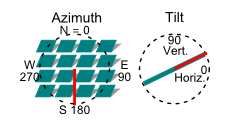 Azimuth
N = 0
W
270
E
90
S 180
Tilt
90
Vert.
0
Horiz.